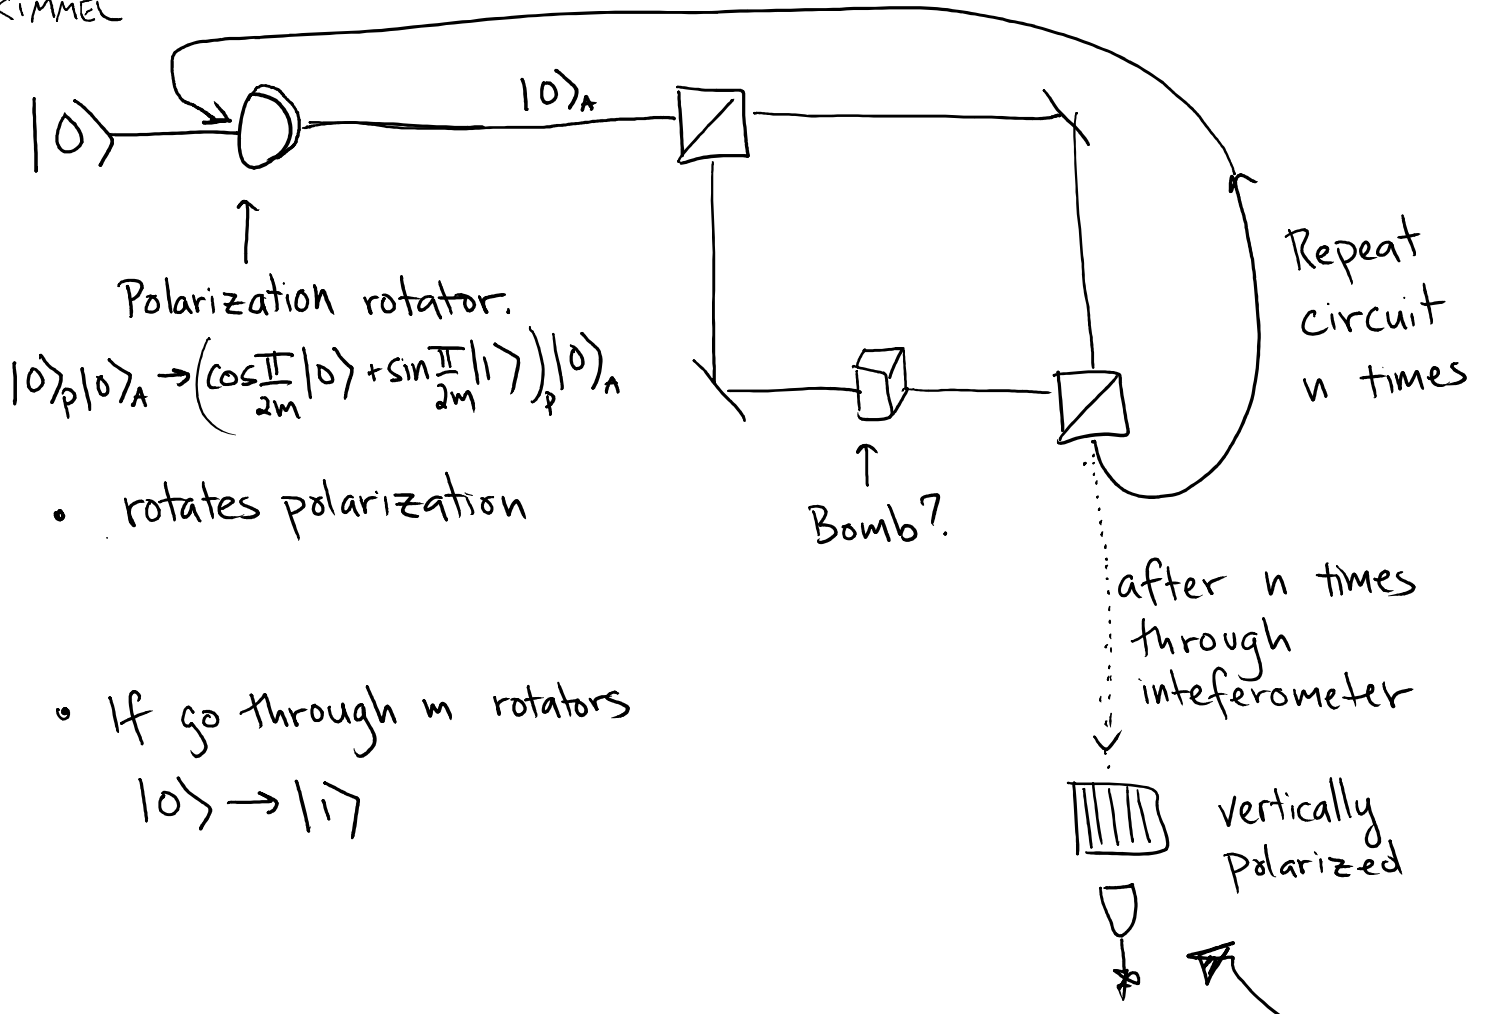 KIMMEL
|0⟩
|0⟩_A
Polarization rotator.
|0⟩_P|0⟩_A → (cos π/2m |0⟩ + sin π/2m |1⟩)_P |0⟩_A
• rotates polarization
• If go through m rotators
|0⟩ → |1⟩
Bomb?
Repeat
circuit
n times
after n times
through
inteferometer
vertically
polarized